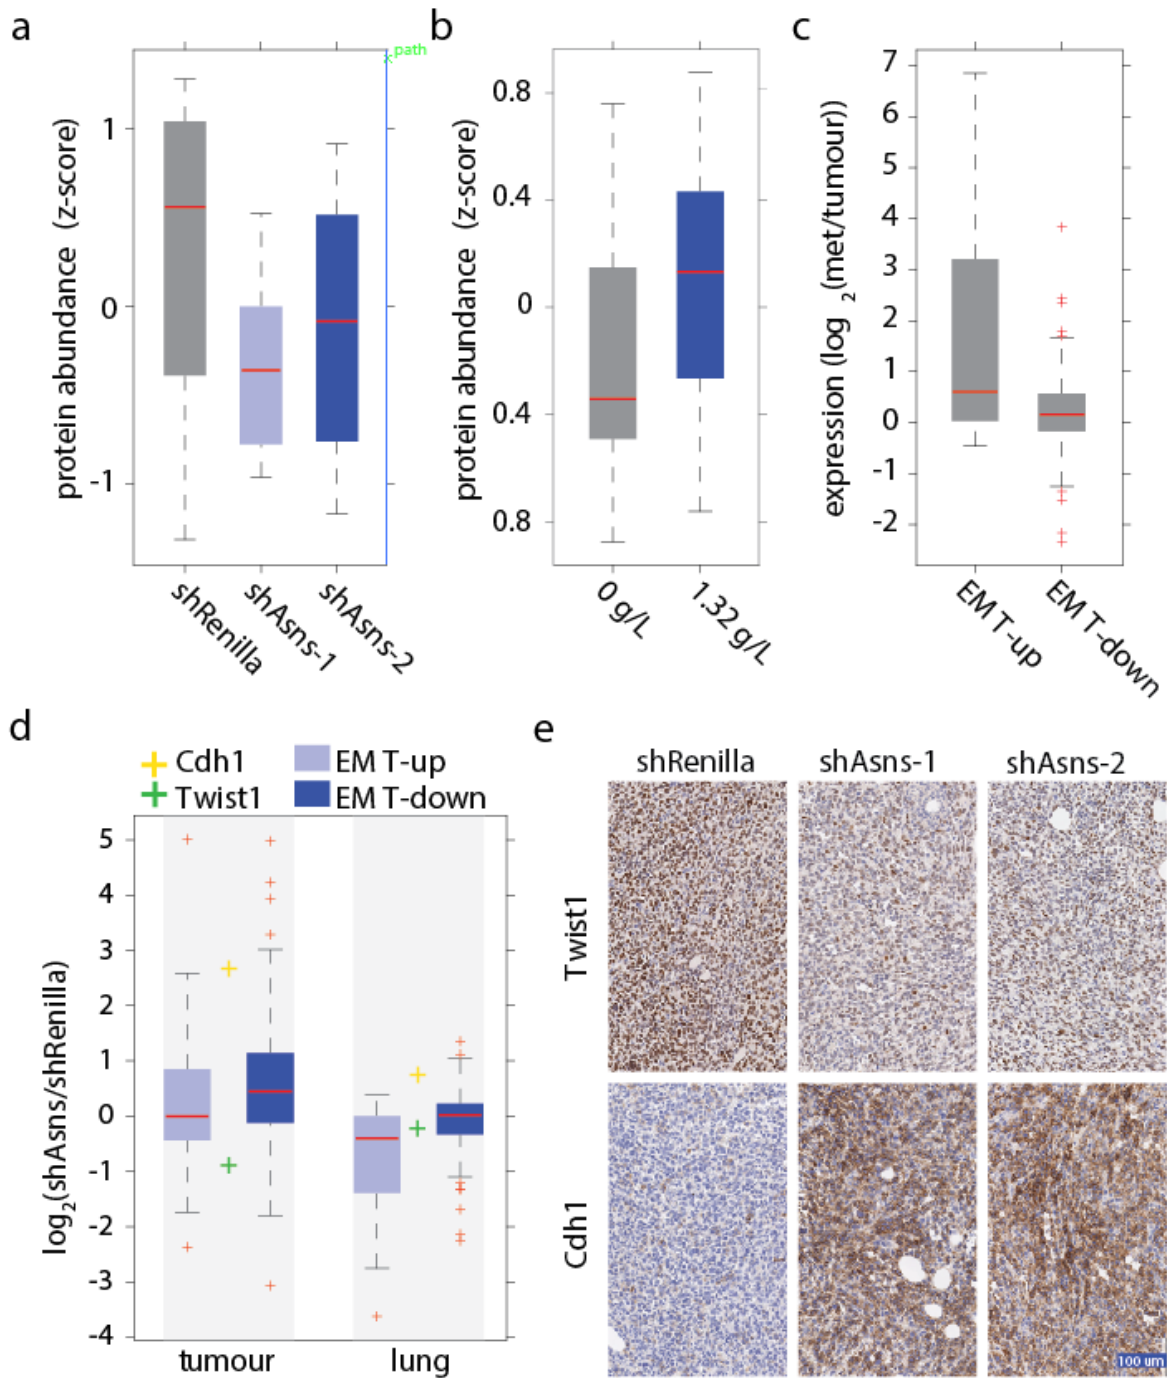 a
b
c
path
protein abundance (z-score)
1
0
-1
shRenilla
shAsns-1
shAsns-2
protein abundance (z-score)
0.8
0.4
0
0.4
0.8
0 g/L
1.32 g/L
expression (log 2(met/tumour))
7
6
5
4
3
2
1
0
-1
-2
EM T-up
EM T-down
d
Cdh1
EM T-up
Twist1
EM T-down
log2(shAsns/shRenilla)
5
4
3
2
1
0
-1
-2
-3
-4
tumour
lung
e
shRenilla
shAsns-1
shAsns-2
Twist1
Cdh1
100 um